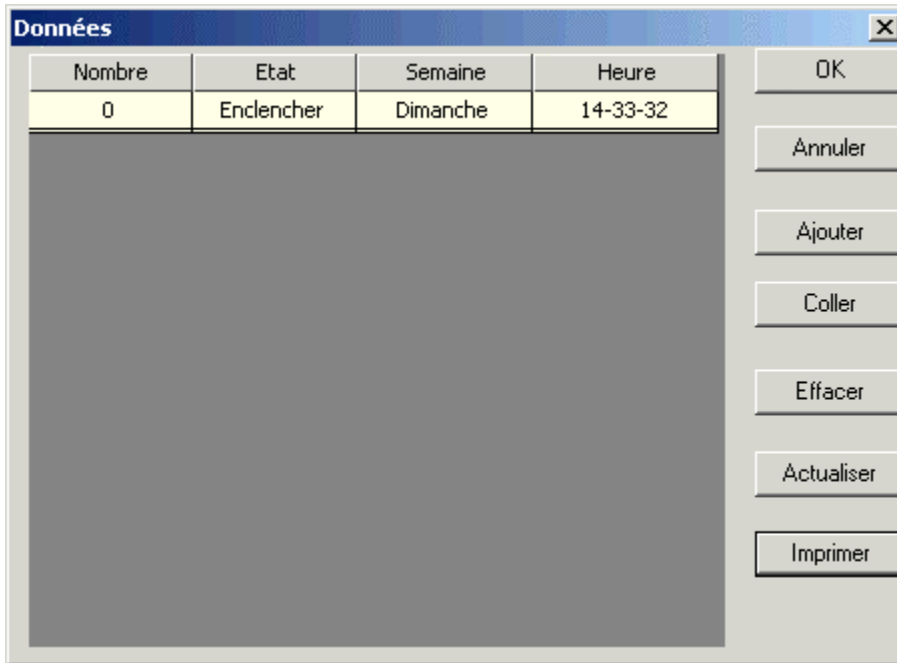 Données
Nombre Etat Semaine Heure
0 Enclencher Dimanche 14-33-32
OK
Annuler
Ajouter
Coller
Effacer
Actualiser
Imprimer